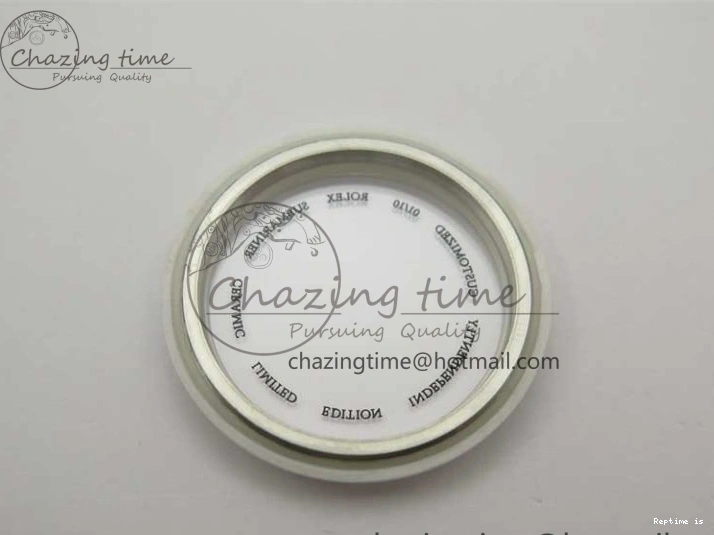 Chazing time
Pursuing Quality
ROLEX
01/10
CUSTOMIZED
INDEPENDENTLY
EDITION
LIMITED
CERAMIC
SUBMARINER
Chazing time
Pursuing Quality
chazingtime@hotmail.com
Reptime is